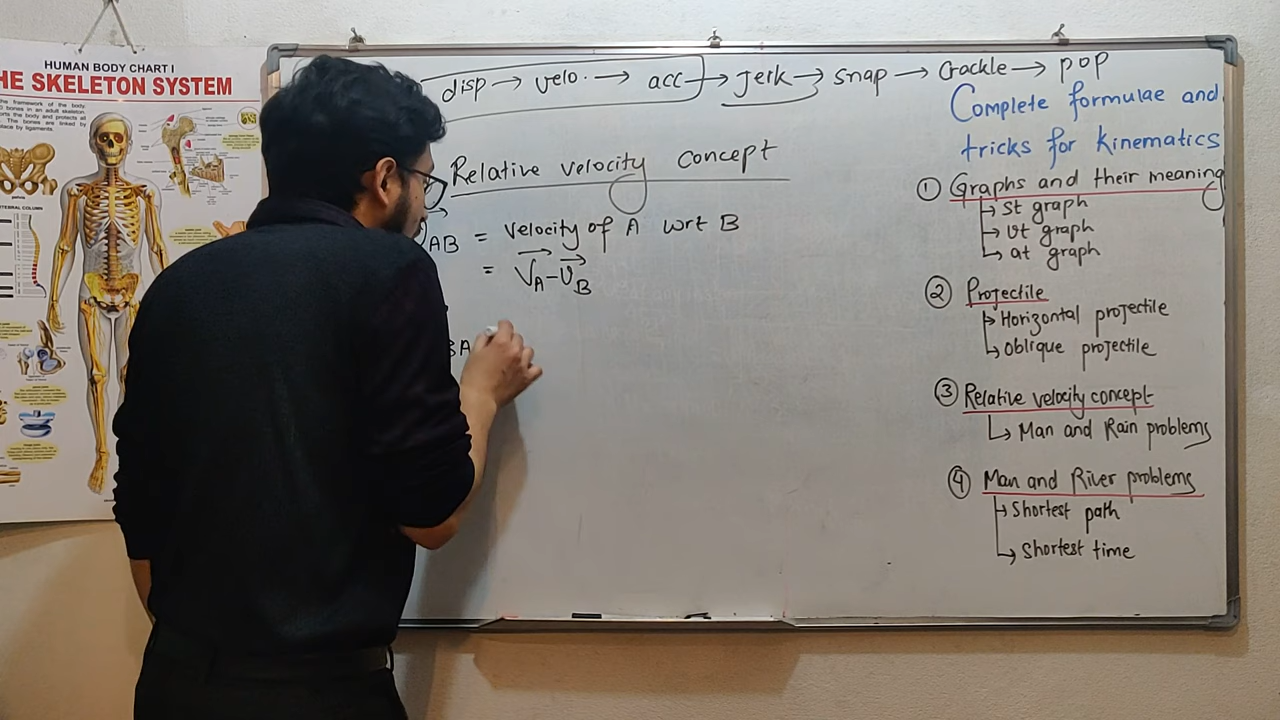 HUMAN BODY CHART I
HE SKELETON SYSTEM
disp → velo. → acc → jerk → snap → Crackle → pop
Complete formulae and
tricks for Kinematics
Relative velocity concept
AB = velocity of A wrt B
= VA - VB
BA
① Graphs and their meaning
st graph
vt graph
at graph
② Projectile
Horizontal projectile
Oblique projectile
③ Relative velocity concept
Man and Rain problems
④ Man and River problems
Shortest path
Shortest time